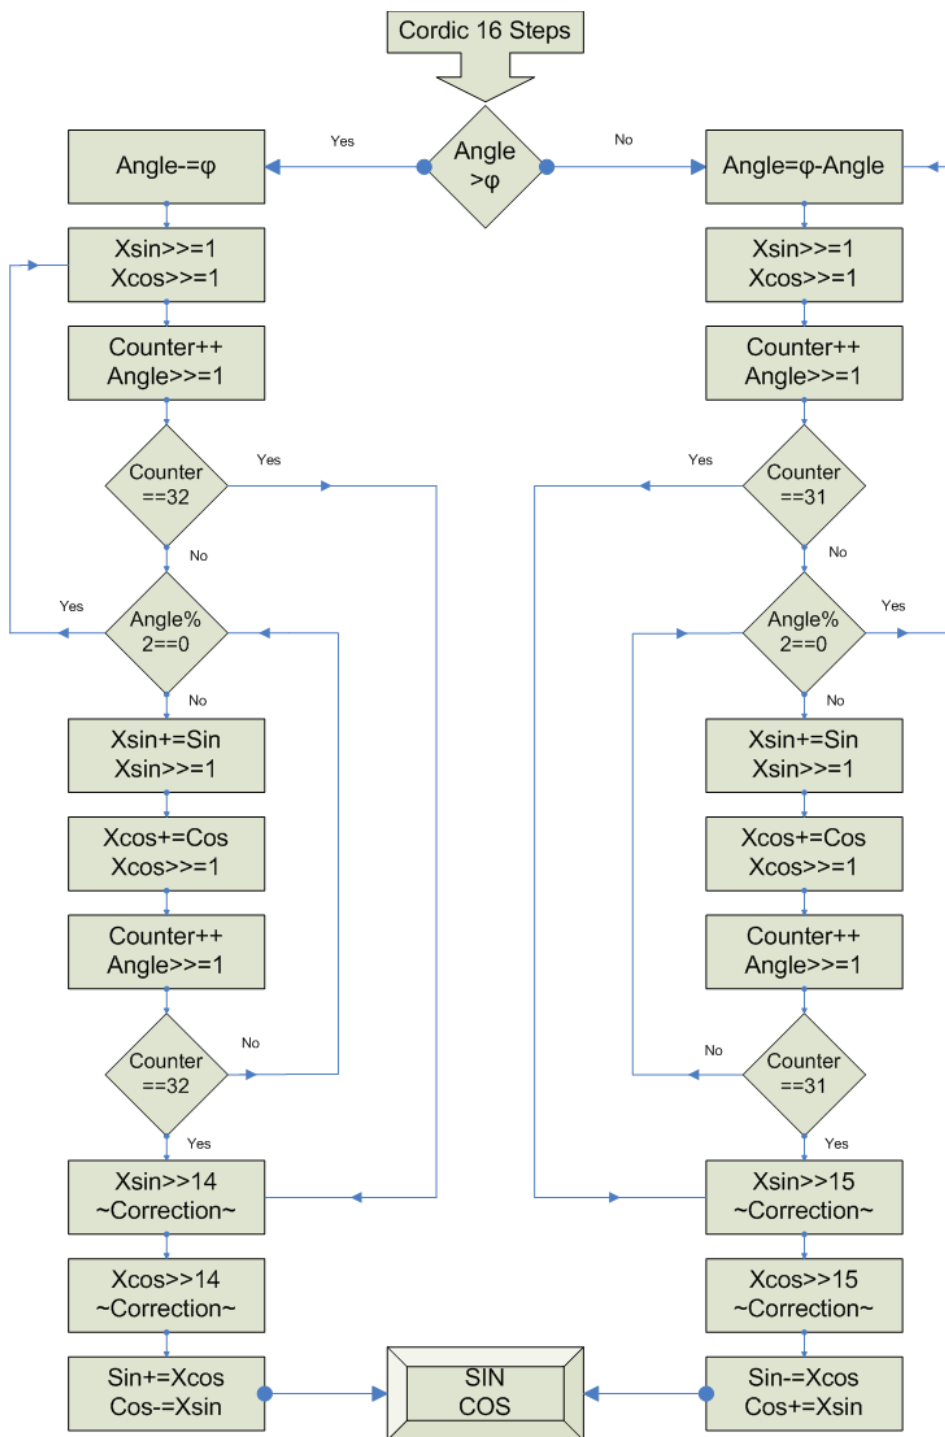 Cordic 16 Steps
Angle
>φ
Yes
No
Angle-=φ
Xsin>>=1
Xcos>>=1
Counter++
Angle>>=1
Counter
==32
Yes
No
Angle%
2==0
Yes
No
Xsin+=Sin
Xsin>>=1
Xcos+=Cos
Xcos>>=1
Counter++
Angle>>=1
Counter
==32
No
Yes
Xsin>>14
~Correction~
Xcos>>14
~Correction~
Sin+=Xcos
Cos-=Xsin
Angle=φ-Angle
Xsin>>=1
Xcos>>=1
Counter++
Angle>>=1
Counter
==31
Yes
No
Angle%
2==0
Yes
No
Xsin+=Sin
Xsin>>=1
Xcos+=Cos
Xcos>>=1
Counter++
Angle>>=1
Counter
==31
No
Yes
Xsin>>15
~Correction~
Xcos>>15
~Correction~
Sin-=Xcos
Cos+=Xsin
SIN
COS